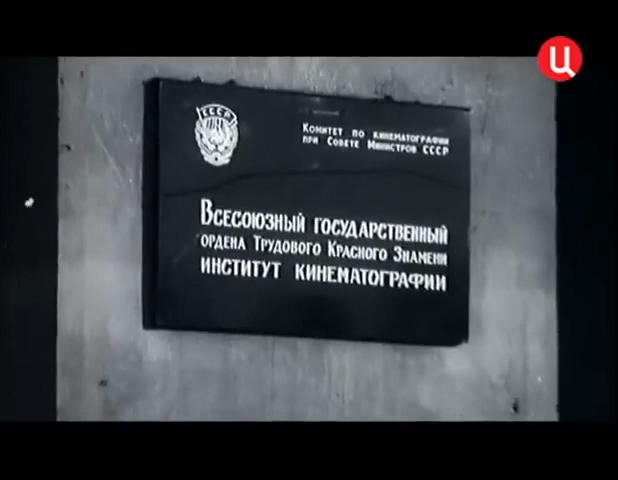 Ц
СССР
Комитет по кинематографии
при Совете Министров СССР
Всесоюзный государственный
ордена Трудового Красного Знамени
институт кинематографии